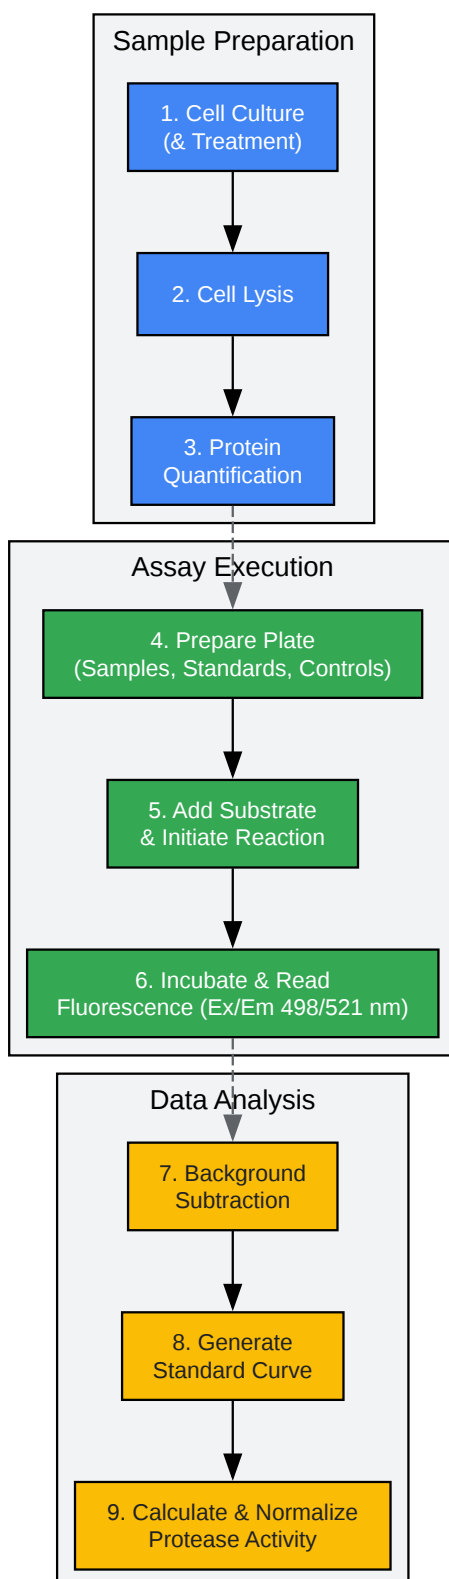 Sample Preparation
1. Cell Culture
(& Treatment)
2. Cell Lysis
3. Protein
Quantification
Assay Execution
4. Prepare Plate
(Samples, Standards, Controls)
5. Add Substrate
& Initiate Reaction
6. Incubate & Read
Fluorescence (Ex/Em 498/521 nm)
Data Analysis
7. Background
Subtraction
8. Generate
Standard Curve
9. Calculate & Normalize
Protease Activity